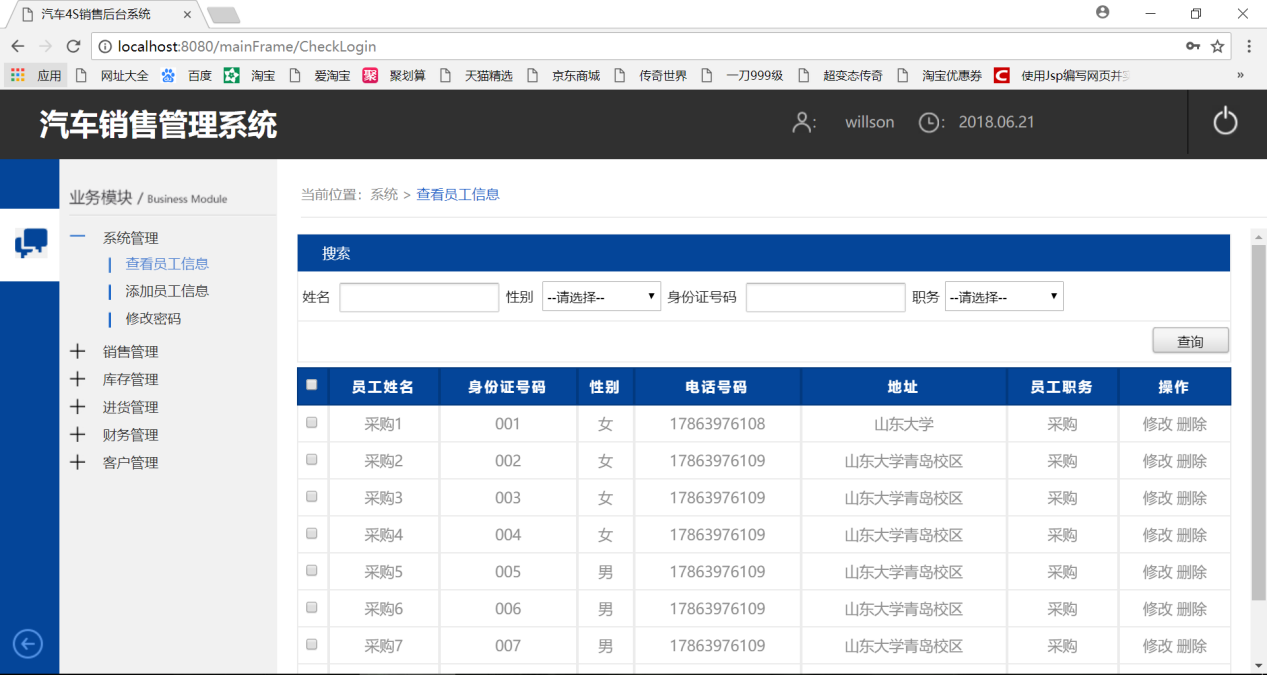 汽车4S销售后台系统
localhost:8080/mainFrame/CheckLogin
应用 网址大全 百度 淘宝 爱淘宝 聚划算 天猫精选 京东商城 传奇世界 一刀999级 超变态传奇 淘宝优惠券 使用Jsp编写网页并 »
汽车销售管理系统 : willson : 2018.06.21
业务模块 / Business Module
系统管理
查看员工信息
添加员工信息
修改密码
销售管理
库存管理
进货管理
财务管理
客户管理
当前位置：系统 > 查看员工信息
搜索
姓名 性别 --请选择-- 身份证号码 职务 --请选择--
查询
员工姓名 身份证号码 性别 电话号码 地址 员工职务 操作
采购1 001 女 17863976108 山东大学 采购 修改 删除
采购2 002 女 17863976109 山东大学青岛校区 采购 修改 删除
采购3 003 女 17863976109 山东大学青岛校区 采购 修改 删除
采购4 004 女 17863976109 山东大学青岛校区 采购 修改 删除
采购5 005 男 17863976109 山东大学青岛校区 采购 修改 删除
采购6 006 男 17863976109 山东大学青岛校区 采购 修改 删除
采购7 007 男 17863976109 山东大学青岛校区 采购 修改 删除